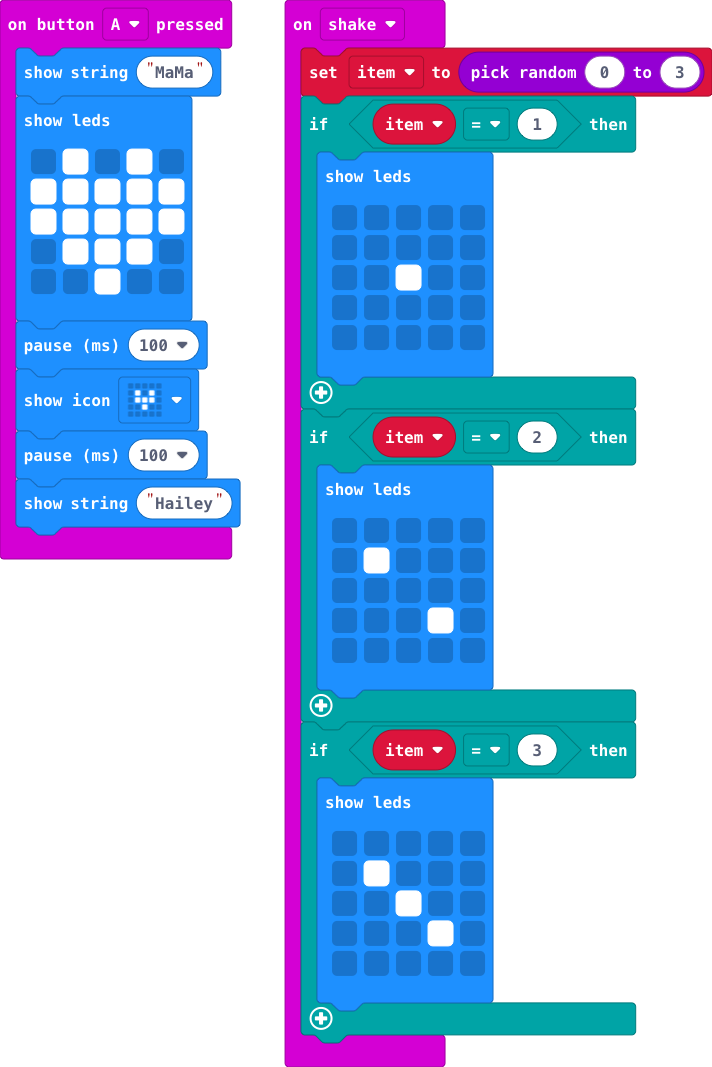 on button A pressed
show string "MaMa"
show leds
pause (ms) 100
show icon
pause (ms) 100
show string "Hailey"
on shake
set item to pick random 0 to 3
if item = 1 then
show leds
if item = 2 then
show leds
if item = 3 then
show leds